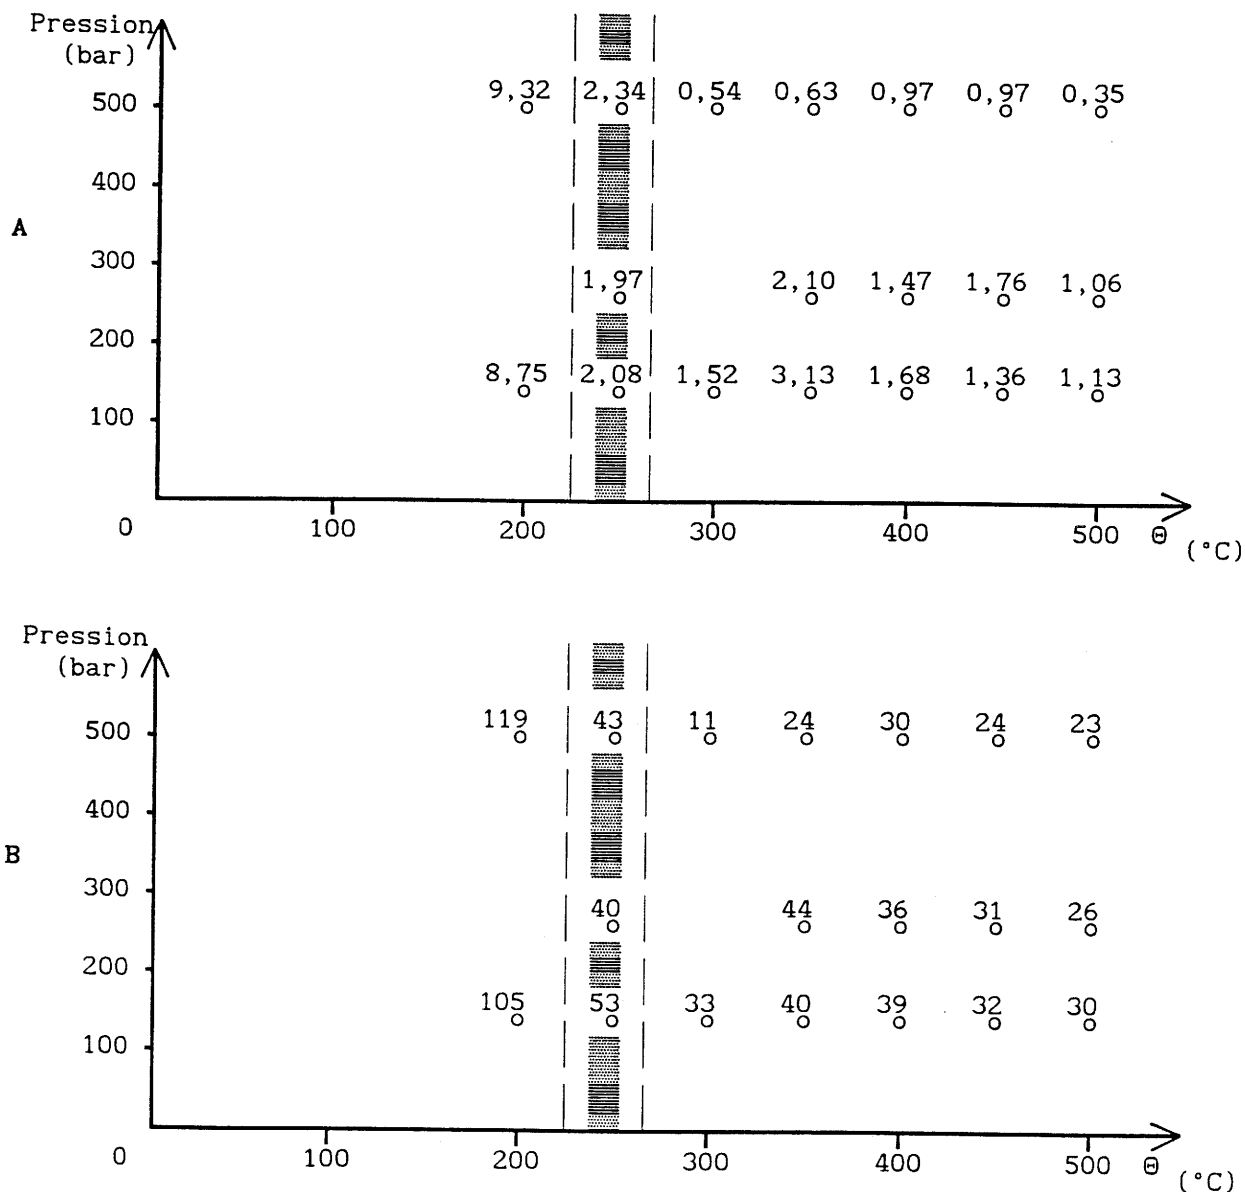 Pression
(bar)
9,32 2,34 0,54 0,63 0,97 0,97 0,35
500
400
A
300
1,97 2,10 1,47 1,76 1,06
200
8,75 2,08 1,52 3,13 1,68 1,36 1,13
100
0 100 200 300 400 500 Θ
(°C)
Pression
(bar)
119 43 11 24 30 24 23
500
400
B
300
40 44 36 31 26
200
105 53 33 40 39 32 30
100
0 100 200 300 400 500 Θ
(°C)